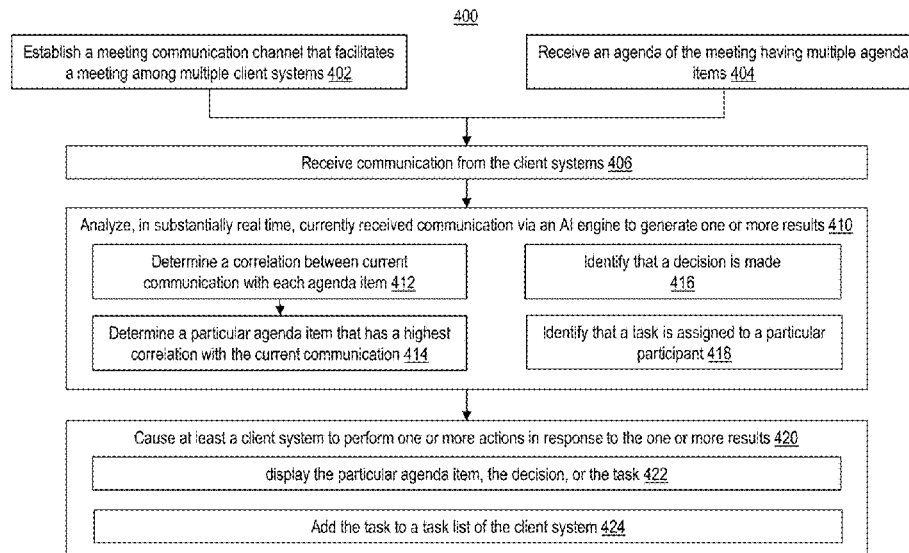 400
Establish a meeting communication channel that facilitates
a meeting among multiple client systems 402
Receive an agenda of the meeting having multiple agenda
items 404
Receive communication from the client systems 406
Analyze, in substantially real time, currently received communication via an AI engine to generate one or more results 410
Determine a correlation between current
communication with each agenda item 412
Identify that a decision is made
416
Determine a particular agenda item that has a highest
correlation with the current communication 414
Identify that a task is assigned to a particular
participant 418
Cause at least a client system to perform one or more actions in response to the one or more results 420
display the particular agenda item, the decision, or the task 422
Add the task to a task list of the client system 424